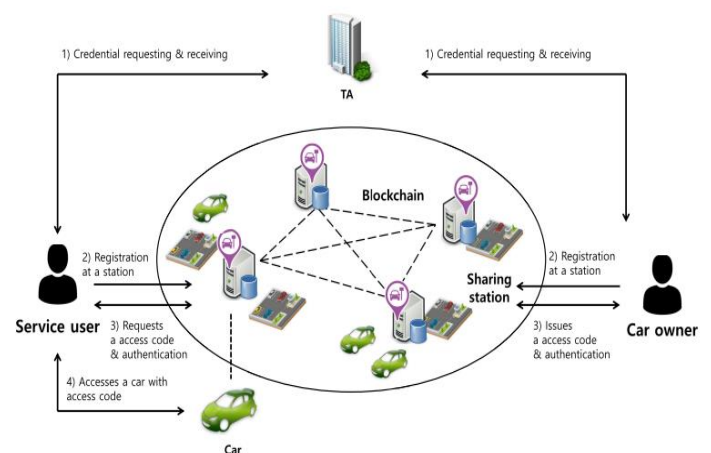 1) Credential requesting & receiving
1) Credential requesting & receiving
TA
Blockchain
2) Registration
at a station
Sharing
station
2) Registration
at a station
Service user
3) Requests
a access code
& authentication
3) Issues
a access code
& authentication
Car owner
4) Accesses a car with
access code
Car